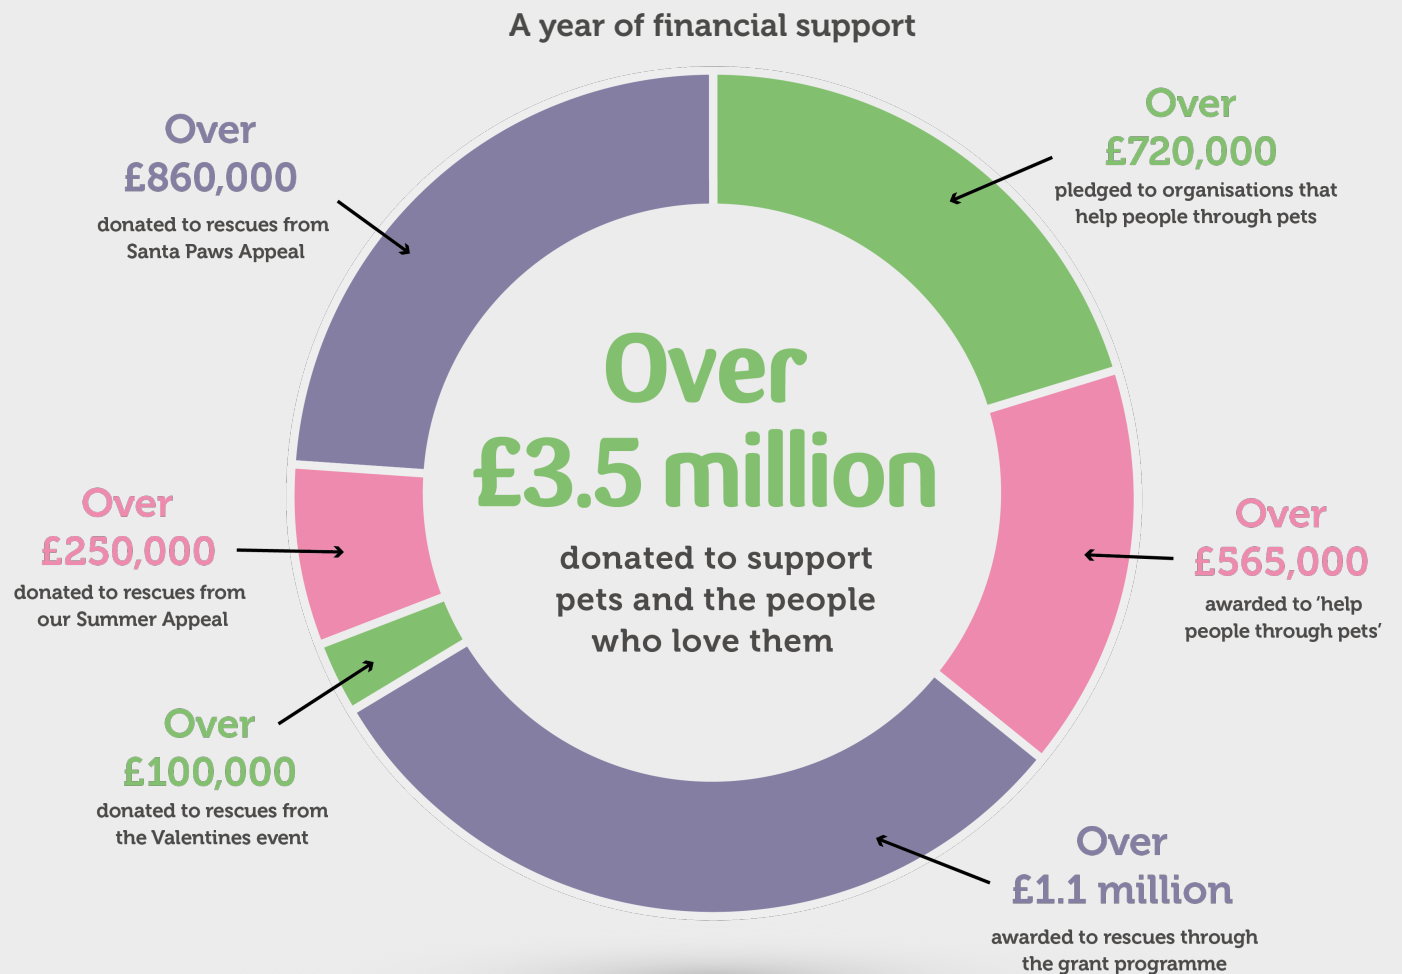 A year of financial support
Over
£720,000
pledged to organisations that
help people through pets
Over
£565,000
awarded to ‘help
people through pets’
Over
£1.1 million
awarded to rescues through
the grant programme
Over
£100,000
donated to rescues from
the Valentines event
Over
£250,000
donated to rescues from
our Summer Appeal
Over
£860,000
donated to rescues from
Santa Paws Appeal
Over
£3.5 million
donated to support
pets and the people
who love them